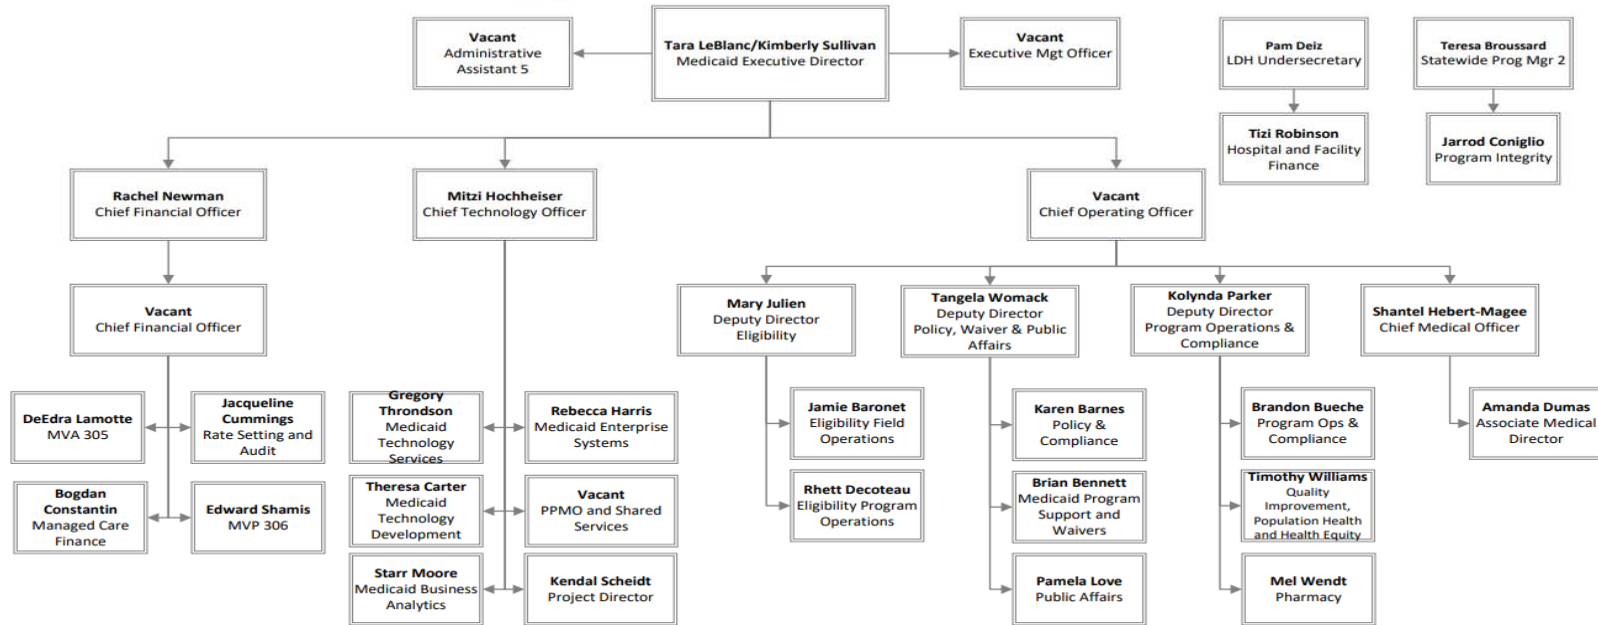 Vacant
Administrative
Assistant 5
Tara LeBlanc/Kimberly Sullivan
Medicaid Executive Director
Vacant
Executive Mgt Officer
Pam Deiz
LDH Undersecretary
Teresa Broussard
Statewide Prog Mgr 2
Tizi Robinson
Hospital and Facility
Finance
Jarrod Coniglio
Program Integrity
Rachel Newman
Chief Financial Officer
Mitzi Hochheiser
Chief Technology Officer
Vacant
Chief Operating Officer
Vacant
Chief Financial Officer
Mary Julien
Deputy Director
Eligibility
Tangela Womack
Deputy Director
Policy, Waiver & Public
Affairs
Kolynda Parker
Deputy Director
Program Operations &
Compliance
Shantel Hebert-Magee
Chief Medical Officer
DeEdra Lamotte
MVA 305
Jacqueline
Cummings
Rate Setting and
Audit
Gregory
Throndson
Medicaid
Technology
Services
Rebecca Harris
Medicaid Enterprise
Systems
Jamie Baronet
Eligibility Field
Operations
Karen Barnes
Policy &
Compliance
Brandon Bueche
Program Ops &
Compliance
Amanda Dumas
Associate Medical
Director
Bogdan
Constantin
Managed Care
Finance
Edward Shamis
MVP 306
Theresa Carter
Medicaid
Technology
Development
Vacant
PPMO and Shared
Services
Rhett Decoteau
Eligibility Program
Operations
Brian Bennett
Medicaid Program
Support and
Waivers
Timothy Williams
Quality
Improvement,
Population Health
and Health Equity
Starr Moore
Medicaid Business
Analytics
Kendal Scheidt
Project Director
Pamela Love
Public Affairs
Mel Wendt
Pharmacy